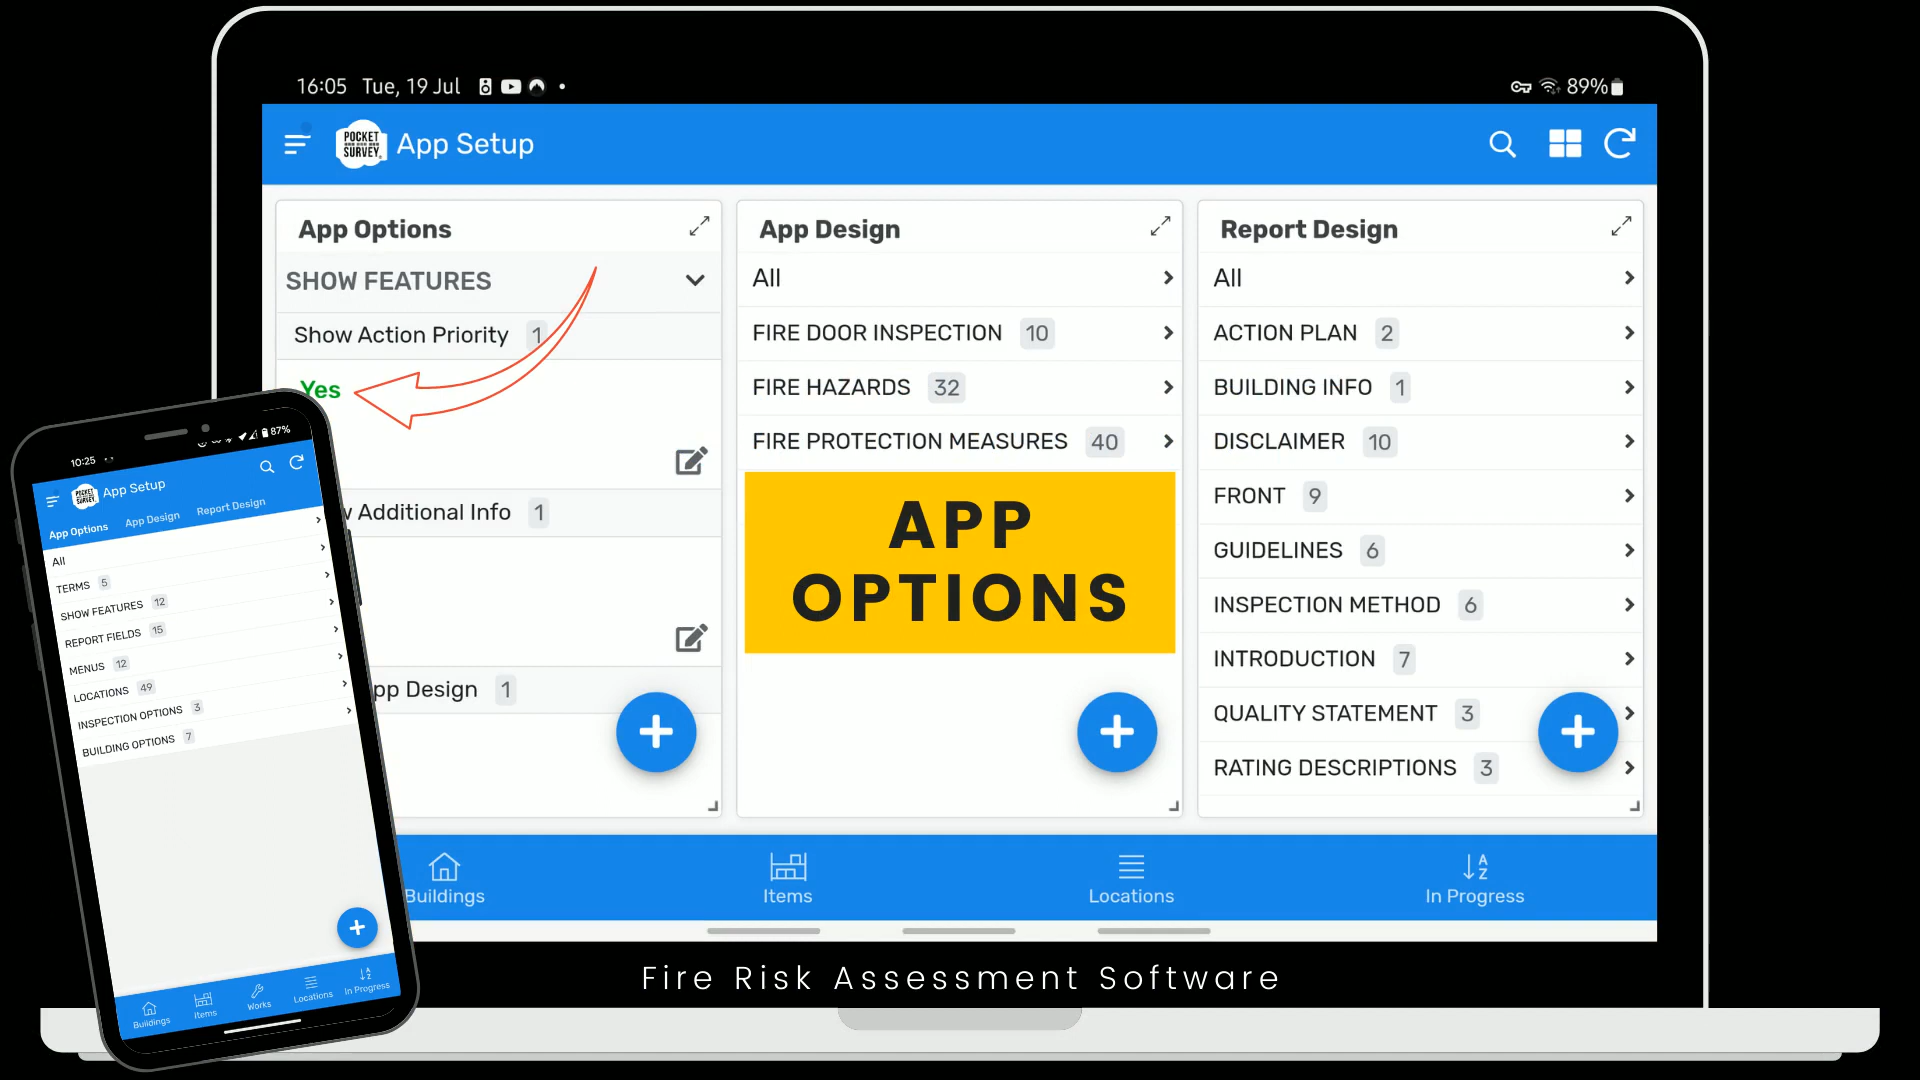 16:05 Tue, 19 Jul
89%
POCKET
SURVEY
App Setup
App Options
SHOW FEATURES
Show Action Priority 1
Yes
Additional Info 1
pp Design 1
App Design
All
FIRE DOOR INSPECTION 10
FIRE HAZARDS 32
FIRE PROTECTION MEASURES 40
APP
OPTIONS
Report Design
All
ACTION PLAN 2
BUILDING INFO 1
DISCLAIMER 10
FRONT 9
GUIDELINES 6
INSPECTION METHOD 6
INTRODUCTION 7
QUALITY STATEMENT 3
RATING DESCRIPTIONS 3
Buildings
Items
Locations
A
Z
In Progress
Fire Risk Assessment Software
10:25
87%
POCKET
SURVEY
App Setup
App Options
App Design
Report Design
All
TERMS 5
SHOW FEATURES 12
REPORT FIELDS 15
MENUS 12
LOCATIONS 49
INSPECTION OPTIONS 3
BUILDING OPTIONS 7
Buildings
Items
Works
Locations
A
Z
In Progress